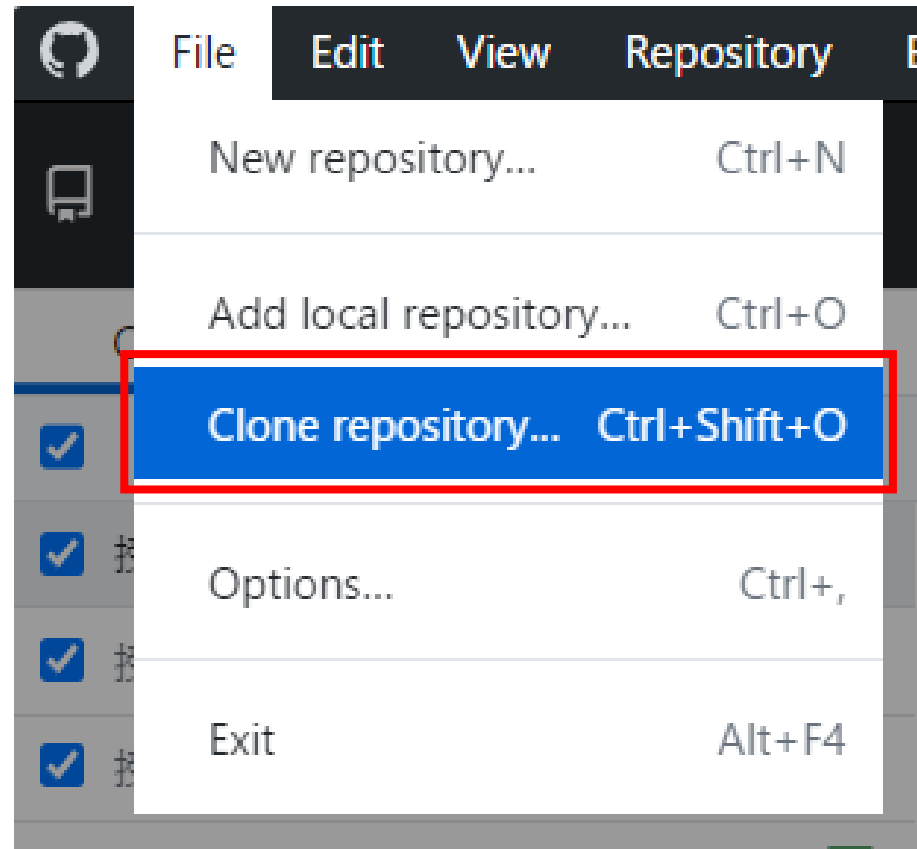 File Edit View Repository
New repository... Ctrl+N
Add local repository... Ctrl+O
Clone repository... Ctrl+Shift+O
Options... Ctrl+,
Exit Alt+F4